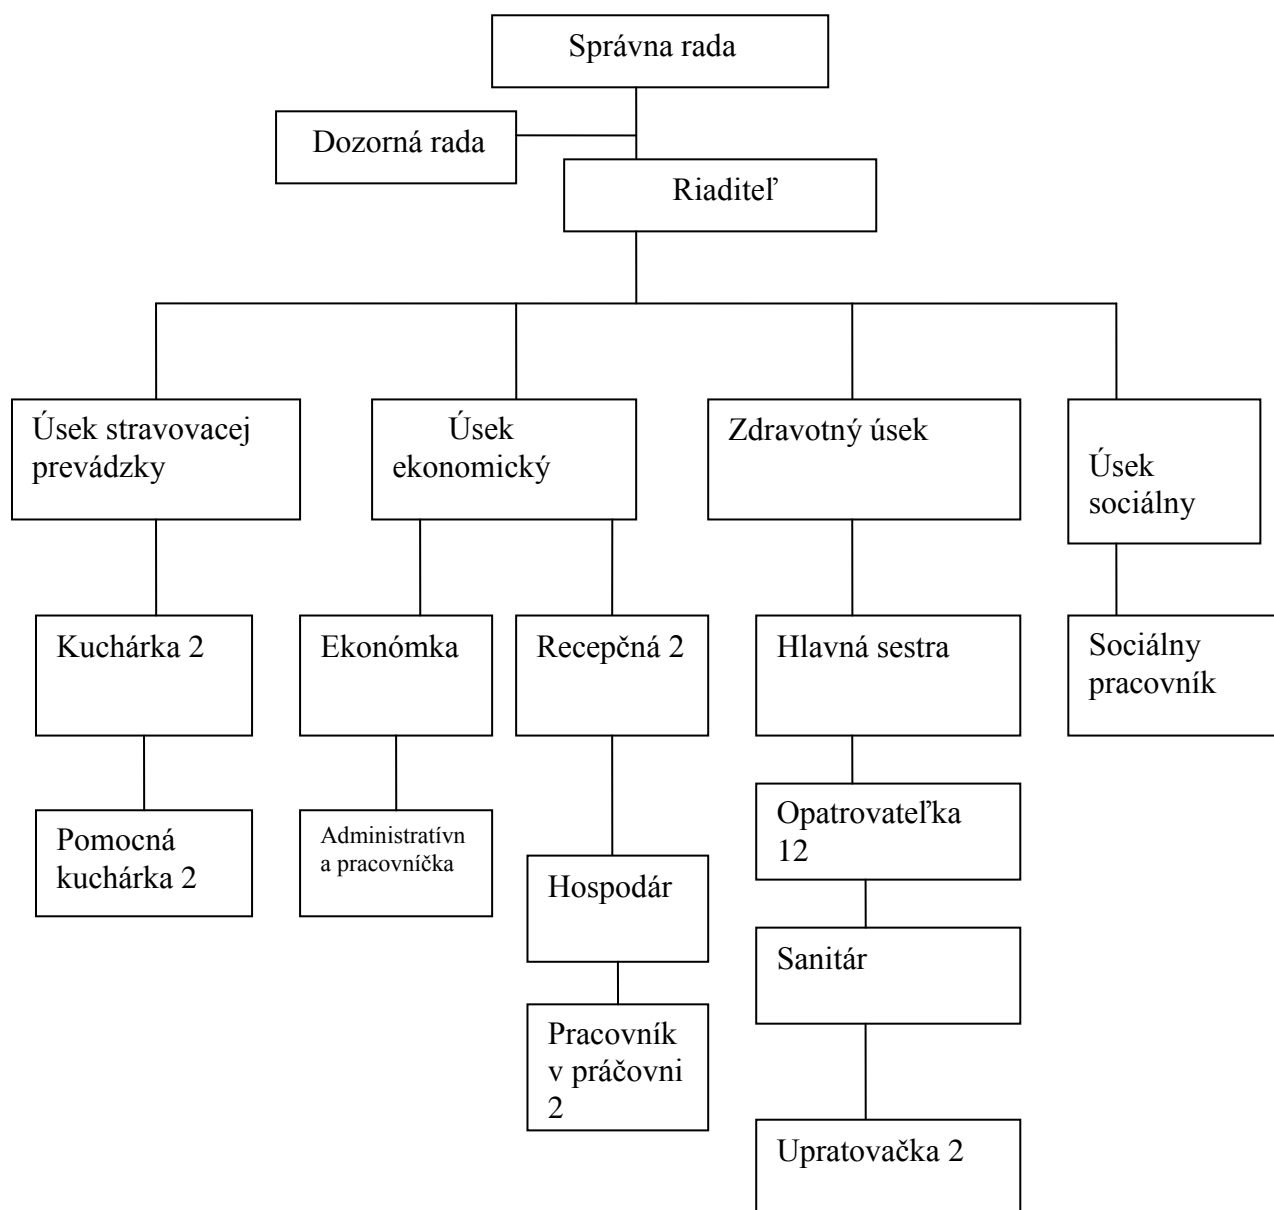 Správna rada
Dozorná rada
Riaditeľ
Úsek stravovacej
prevádzky
Úsek
ekonomický
Zdravotný úsek
Úsek
sociálny
Kuchárka 2
Ekonómka
Recepčná 2
Hlavná sestra
Sociálny
pracovník
Pomocná
kuchárka 2
Administratívn
a pracovníčka
Hospodár
Opatrovateľka
12
Sanitár
Pracovník
v práčovni
2
Upratovačka 2